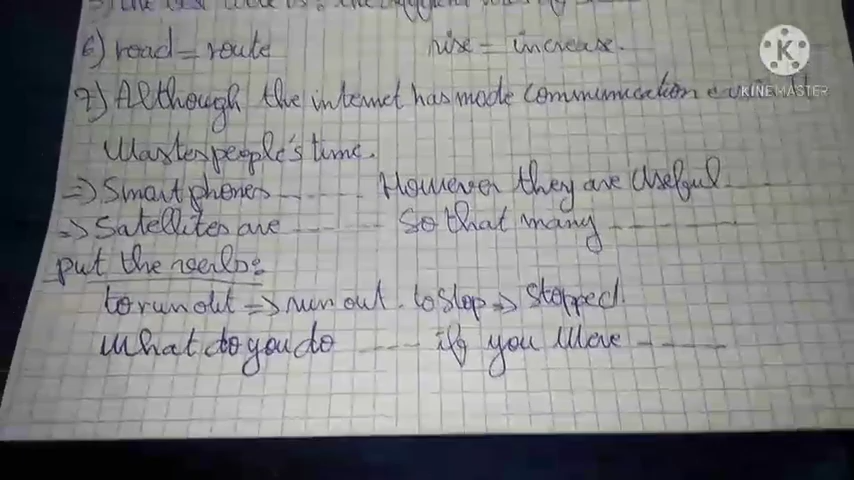 6) road = route rise = increase.
7) Although the internet has made communication
Wastes people's time.
=> Smart phones ........ However they are Useful ......
=> Satellites are ........ So that many ........
put the verbs:
to run out => run out. to stop => stopped.
What do you do ........ if you Were ........
K
KINEMASTER